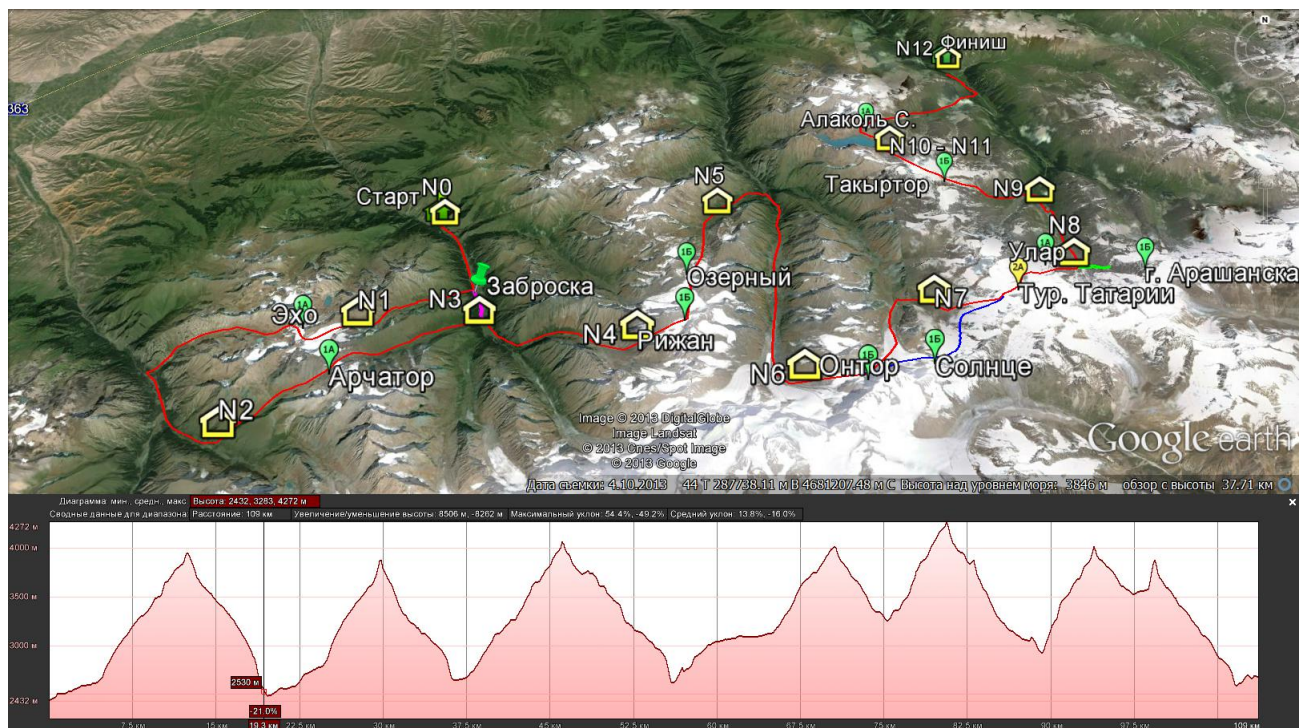 N
N12 Финиш
363
1А
Алаколь С.
N10 - N11
1Б
Такыртор
N9
N0
Старт
N5
N8
1А
Улар
1Б
г. Арашанска
2А
Тур. Татарии
1Б
Озерный
Заброска
N3
N1
1А
Эхо
N7
1Б
N4
Рижан
1А
Арчатор
1Б
Онтор
1Б
Солнце
N6
N2
Image © 2013 DigitalGlobe
Image Landsat
© 2013 Cnes/Spot Image
© 2013 Google
Google earth
Дата съемки: 4.10.2013 44 T 287738.11 m В 4681207.48 m С Высота над уровнем моря: 3846 m обзор с высоты 37.71 км
Диаграмма: мин., средн., макс Высота: 2432, 3283, 4272 м
Сводные данные для диапазона Расстояние: 109 км Увеличение/уменьшение высоты: 8506 м, -8262 м Максимальный уклон: 54.4%, -49.2% Средний уклон: 13.8%, -16.0%
4272 м
4000 м
3500 м
3000 м
2530 м
2432 м
-21.0%
7.5 км 15 км 19.3 км 22.5 км 30 км 37.5 км 45 км 52.5 км 60 км 67.5 км 75 км 82.5 км 90 км 97.5 км 109 км